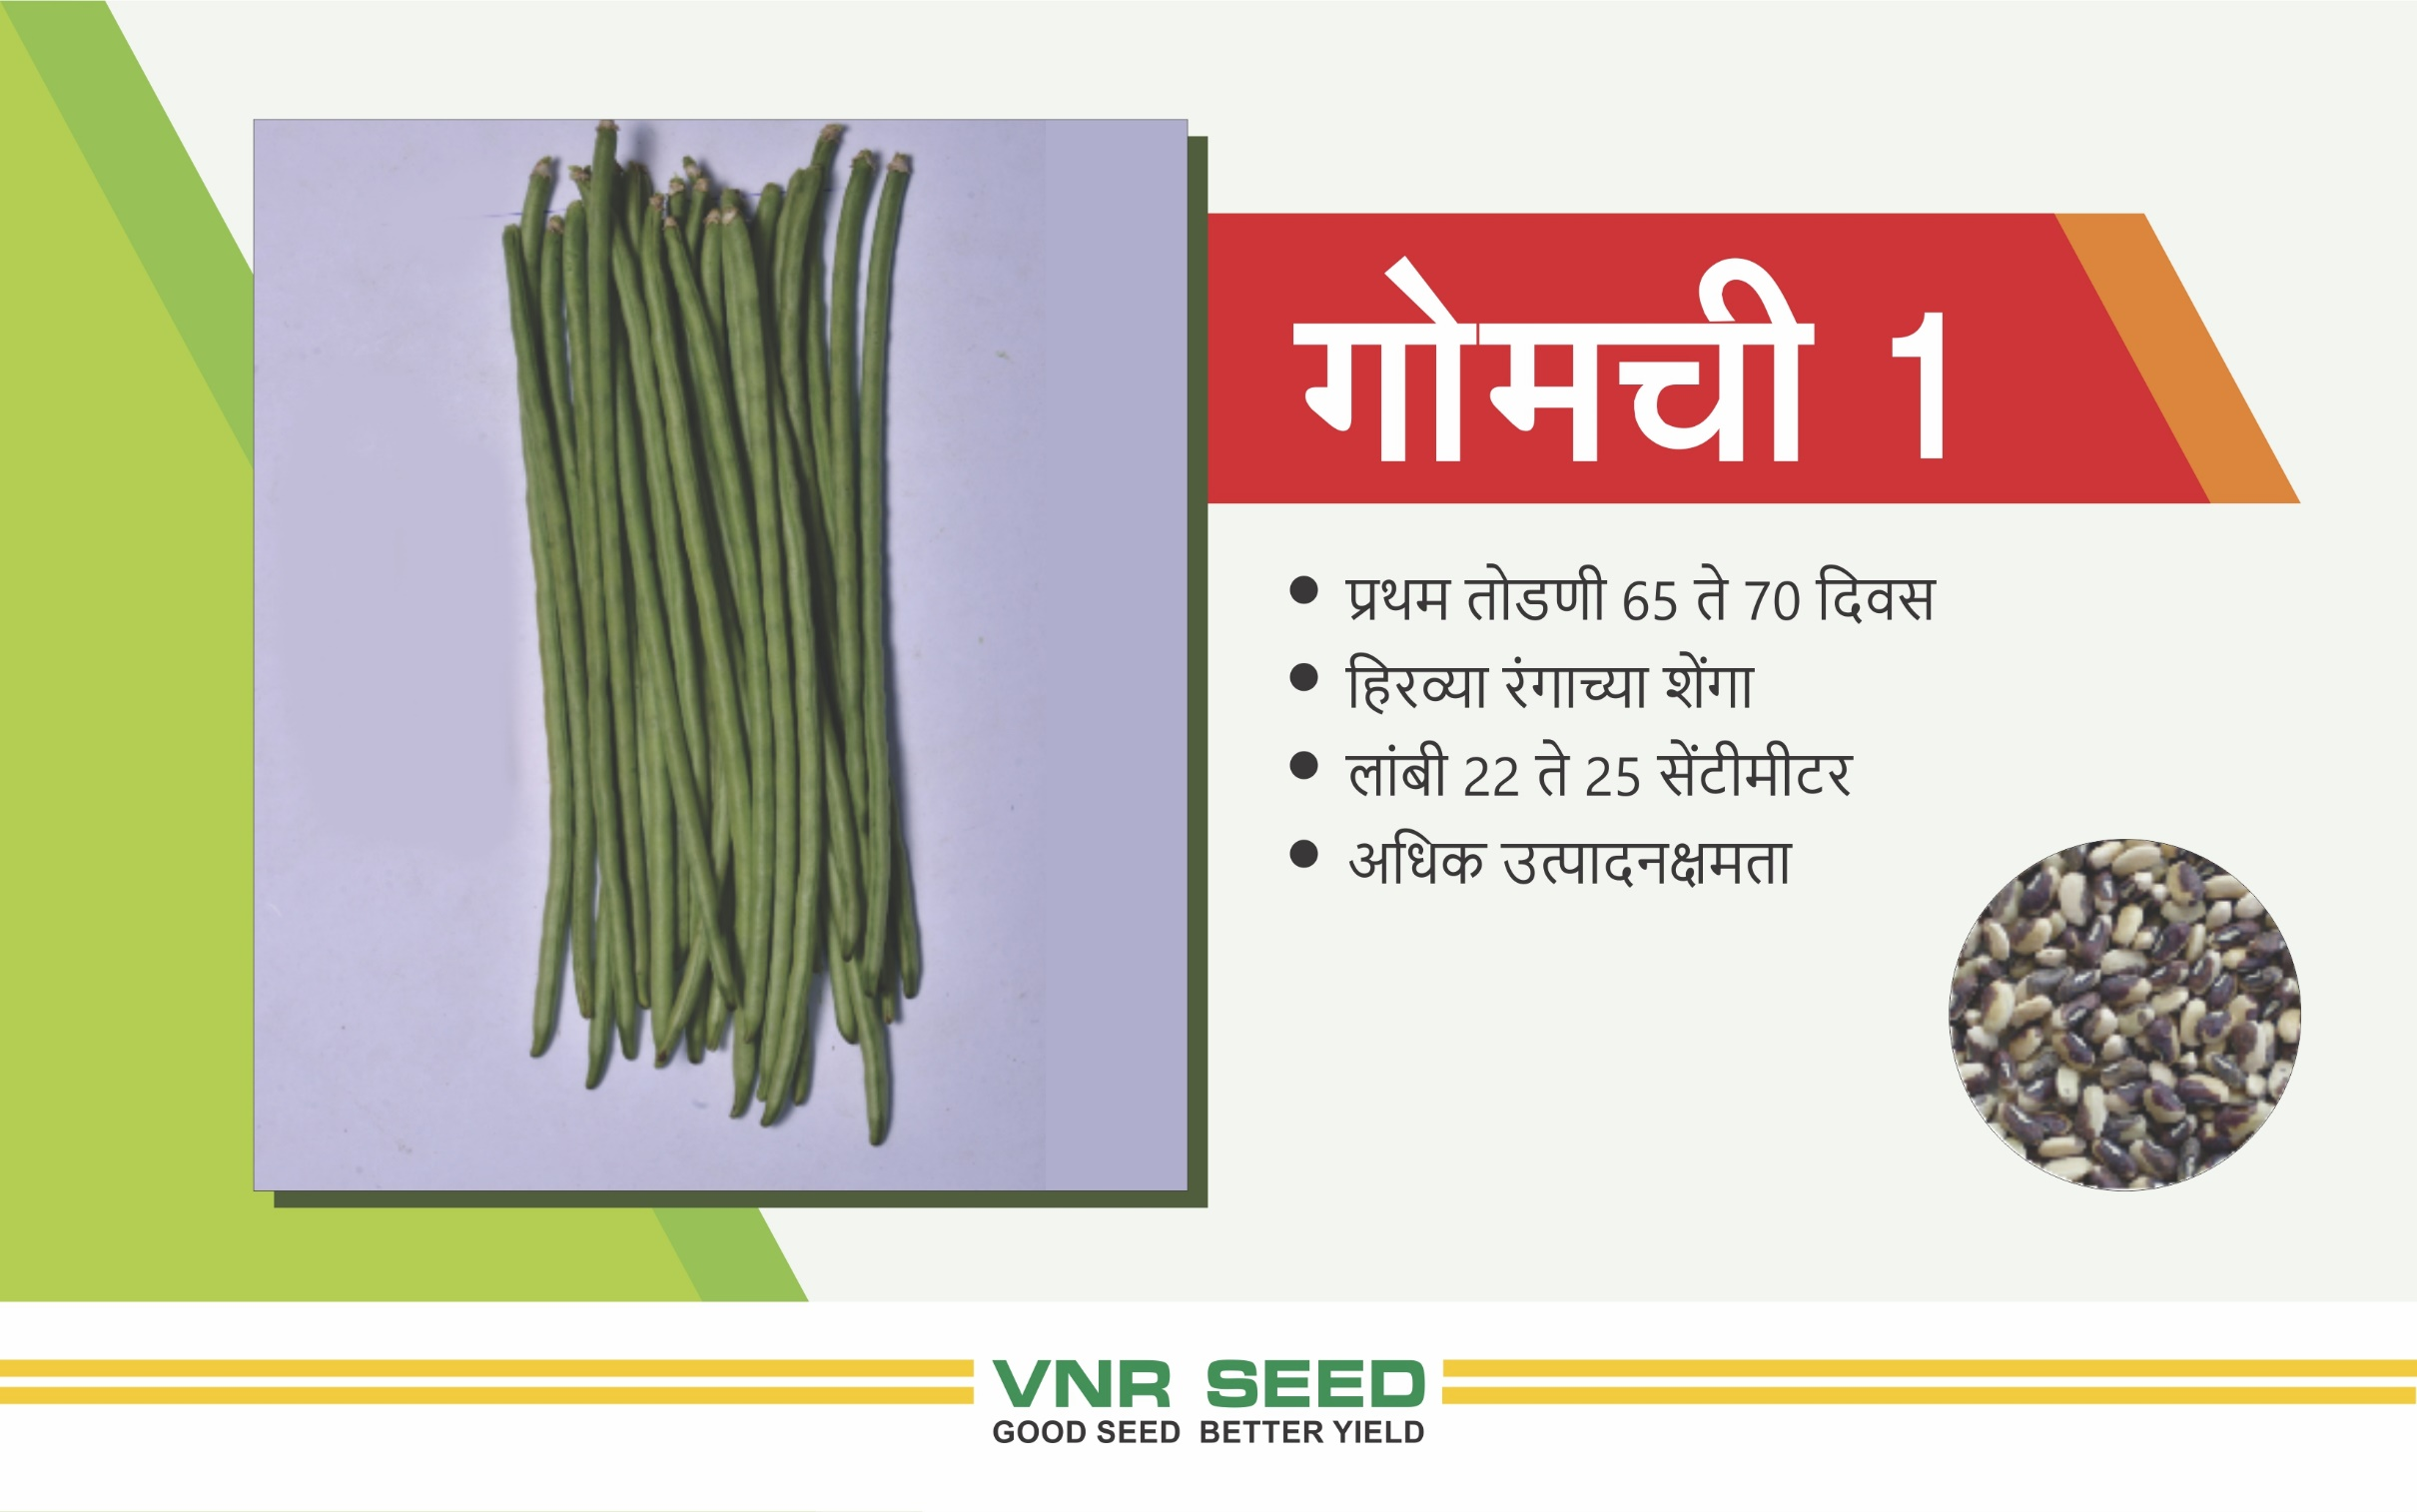 गोमची 1
• प्रथम तोडणी 65 ते 70 दिवस
• हिरव्या रंगाच्या शेंगा
• लांबी 22 ते 25 सेंटीमीटर
• अधिक उत्पादनक्षमता
VNR SEED
GOOD SEED BETTER YIELD